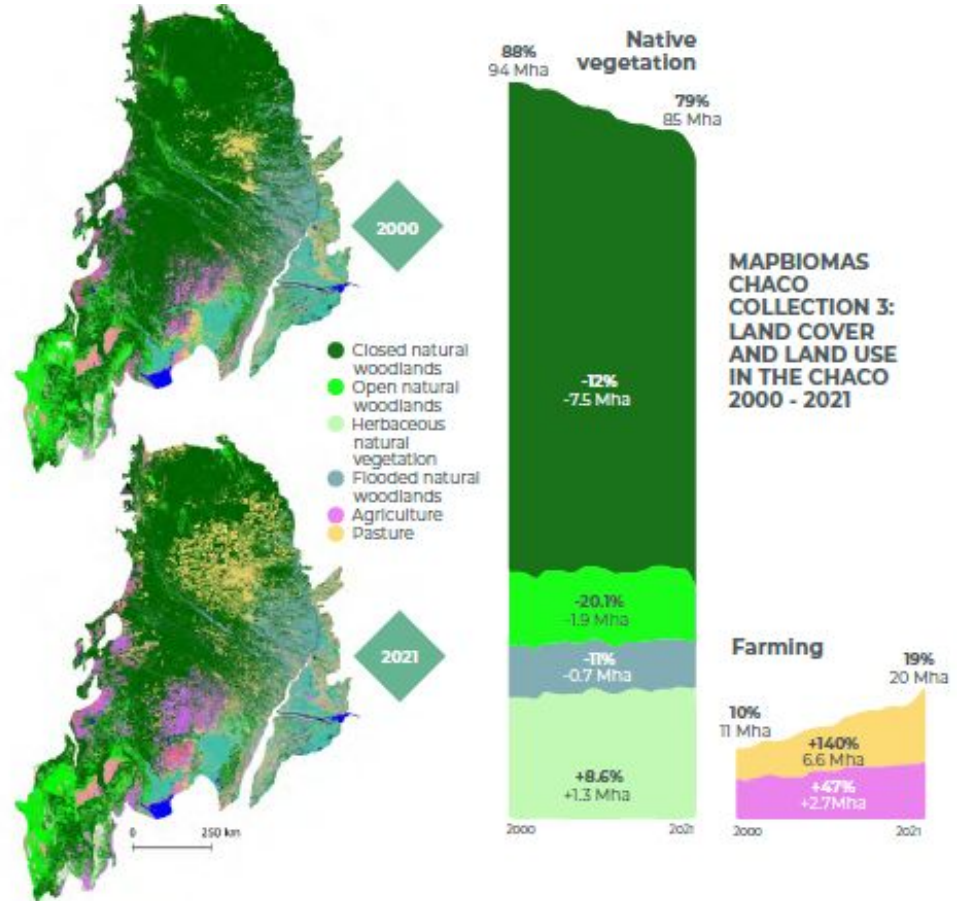 Native
vegetation
88%
94 Mha
79%
85 Mha
2000
MAPBIOMAS
CHACO
COLLECTION 3:
LAND COVER
AND LAND USE
IN THE CHACO
2000 - 2021
Closed natural
woodlands
Open natural
woodlands
Herbaceous
natural
vegetation
Flooded natural
woodlands
Agriculture
Pasture
-12%
-7.5 Mha
-20.1%
-1.9 Mha
-11%
-0.7 Mha
+8.6%
+1.3 Mha
2000
2021
2021
0 250 km
Farming
10%
11 Mha
19%
20 Mha
+140%
6.6 Mha
+47%
+2.7Mha
2000
2021